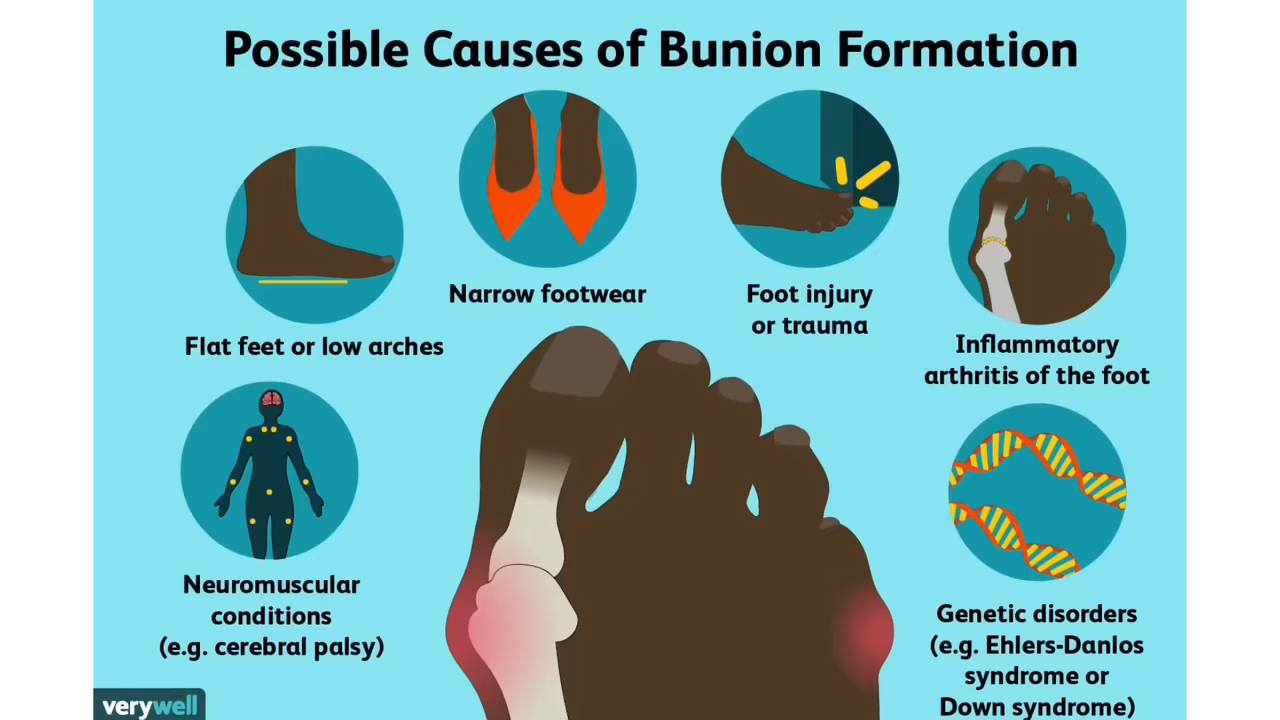 Possible Causes of Bunion Formation
Narrow footwear
Foot injury
or trauma
Flat feet or low arches
Inflammatory
arthritis of the foot
Neuromuscular
conditions
(e.g. cerebral palsy)
Genetic disorders
(e.g. Ehlers-Danlos
syndrome or
Down syndrome)
verywell